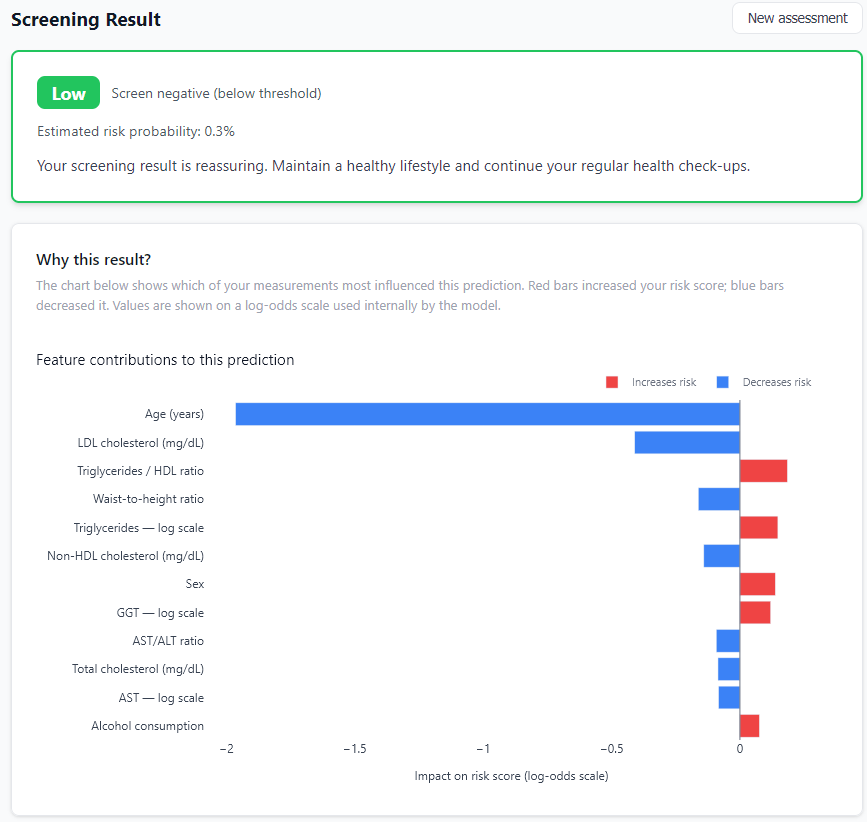 Screening Result
New assessment
Low
Screen negative (below threshold)
Estimated risk probability: 0.3%
Your screening result is reassuring. Maintain a healthy lifestyle and continue your regular health check-ups.
Why this result?
The chart below shows which of your measurements most influenced this prediction. Red bars increased your risk score; blue bars
decreased it. Values are shown on a log-odds scale used internally by the model.
Feature contributions to this prediction
Increases risk
Decreases risk
Age (years)
LDL cholesterol (mg/dL)
Triglycerides / HDL ratio
Waist-to-height ratio
Triglycerides — log scale
Non-HDL cholesterol (mg/dL)
Sex
GGT — log scale
AST/ALT ratio
Total cholesterol (mg/dL)
AST — log scale
Alcohol consumption
−2
−1.5
−1
−0.5
0
Impact on risk score (log-odds scale)